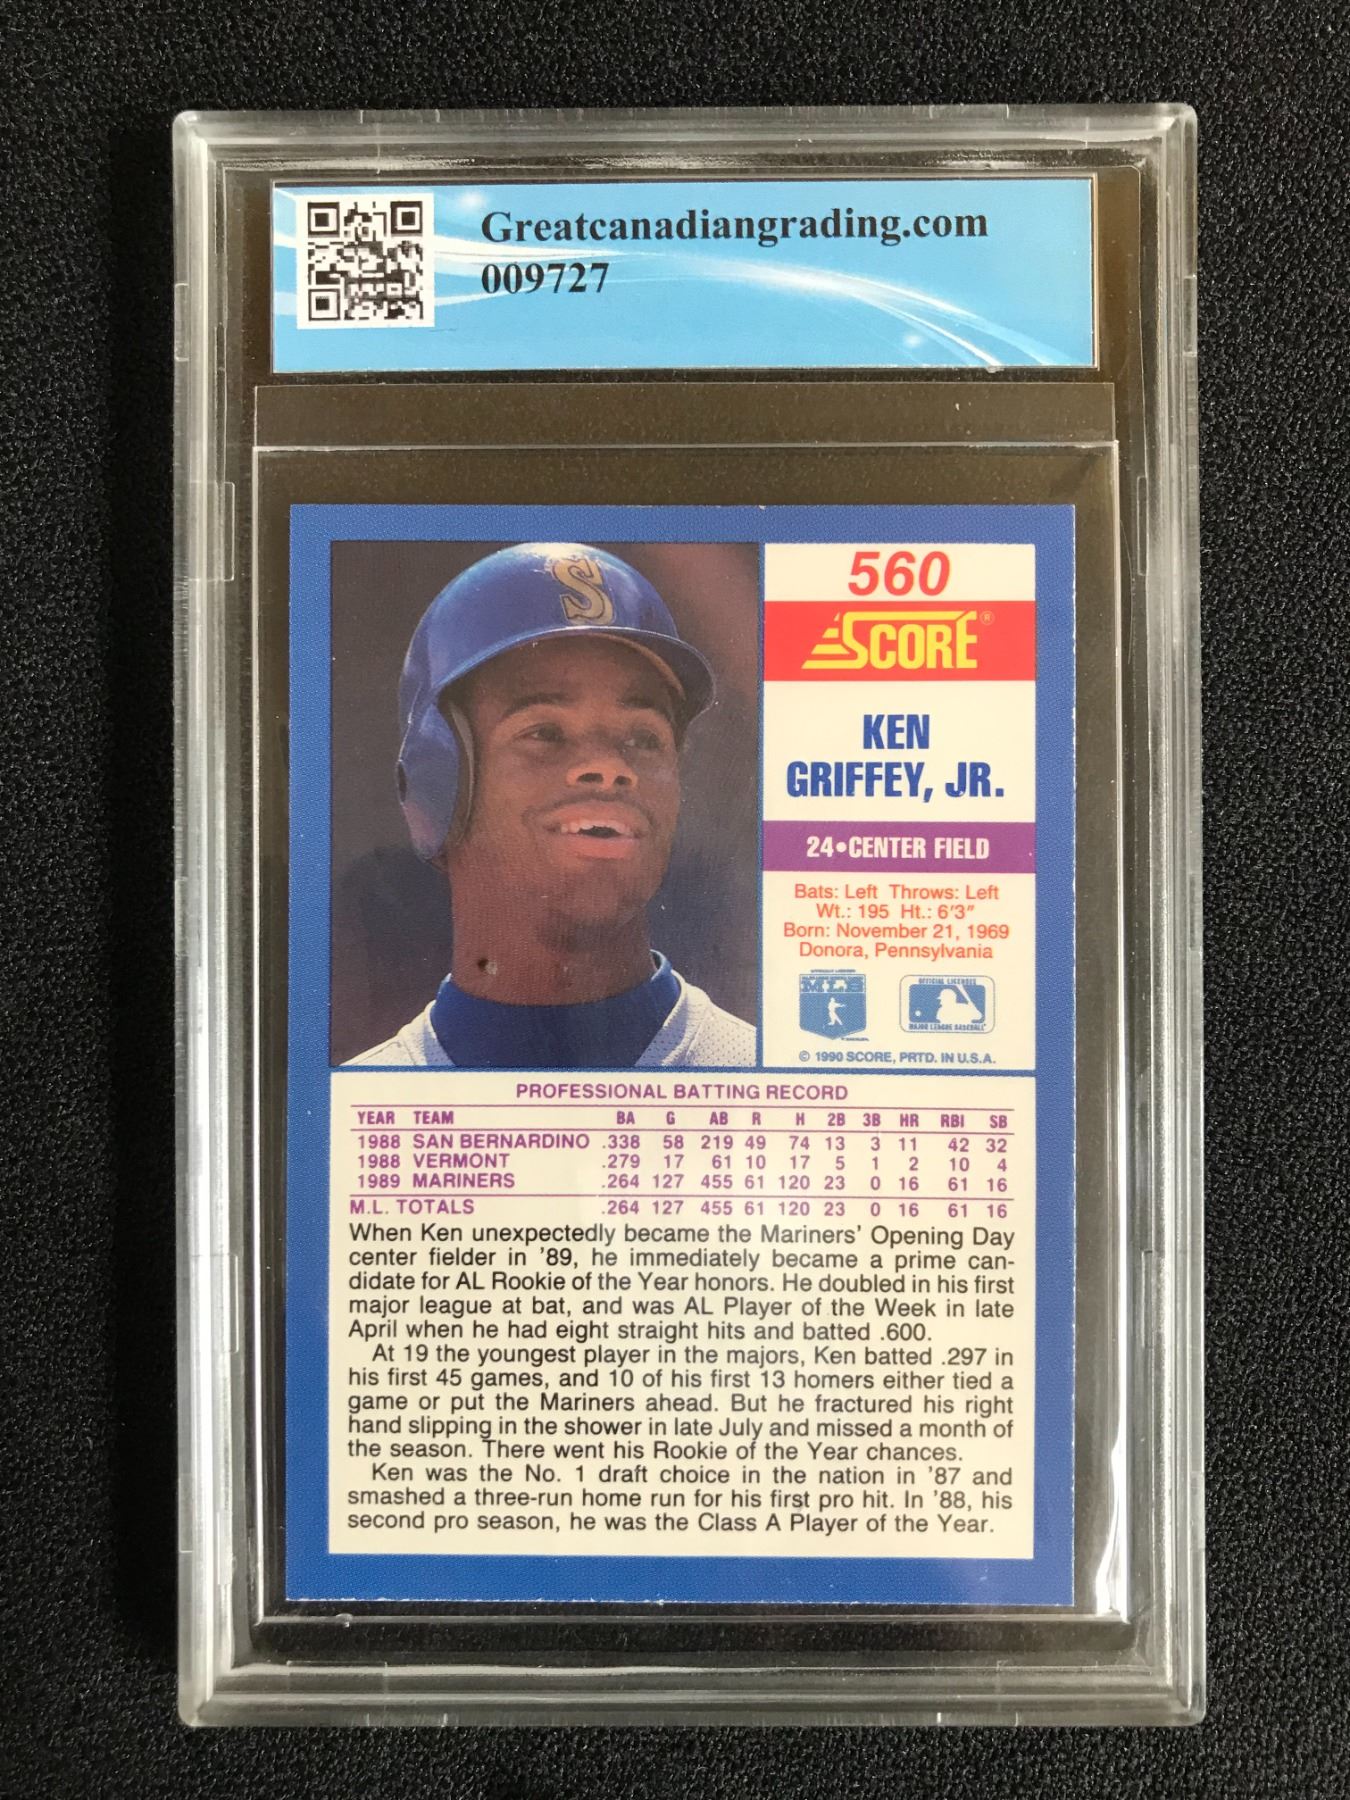 Greatcanadiangrading.com
009727
S
560
SCORE®
KEN
GRIFFEY, JR.
24•CENTER FIELD
Bats: Left Throws: Left
Wt.: 195 Ht.: 6'3"
Born: November 21, 1969
Donora, Pennsylvania
OFFICIAL LICENSEE
MAJOR LEAGUE BASEBALL
© 1990 SCORE, PRTD. IN U.S.A.
PROFESSIONAL BATTING RECORD
YEAR TEAM BA G AB R H 2B 3B HR RBI SB
1988 SAN BERNARDINO .338 58 219 49 74 13 3 11 42 32
1988 VERMONT .279 17 61 10 17 5 1 2 10 4
1989 MARINERS .264 127 455 61 120 23 0 16 61 16
M.L. TOTALS .264 127 455 61 120 23 0 16 61 16
When Ken unexpectedly became the Mariners' Opening Day
center fielder in '89, he immediately became a prime can-
didate for AL Rookie of the Year honors. He doubled in his first
major league at bat, and was AL Player of the Week in late
April when he had eight straight hits and batted .600.
At 19 the youngest player in the majors, Ken batted .297 in
his first 45 games, and 10 of his first 13 homers either tied a
game or put the Mariners ahead. But he fractured his right
hand slipping in the shower in late July and missed a month of
the season. There went his Rookie of the Year chances.
Ken was the No. 1 draft choice in the nation in '87 and
smashed a three-run home run for his first pro hit. In '88, his
second pro season, he was the Class A Player of the Year.